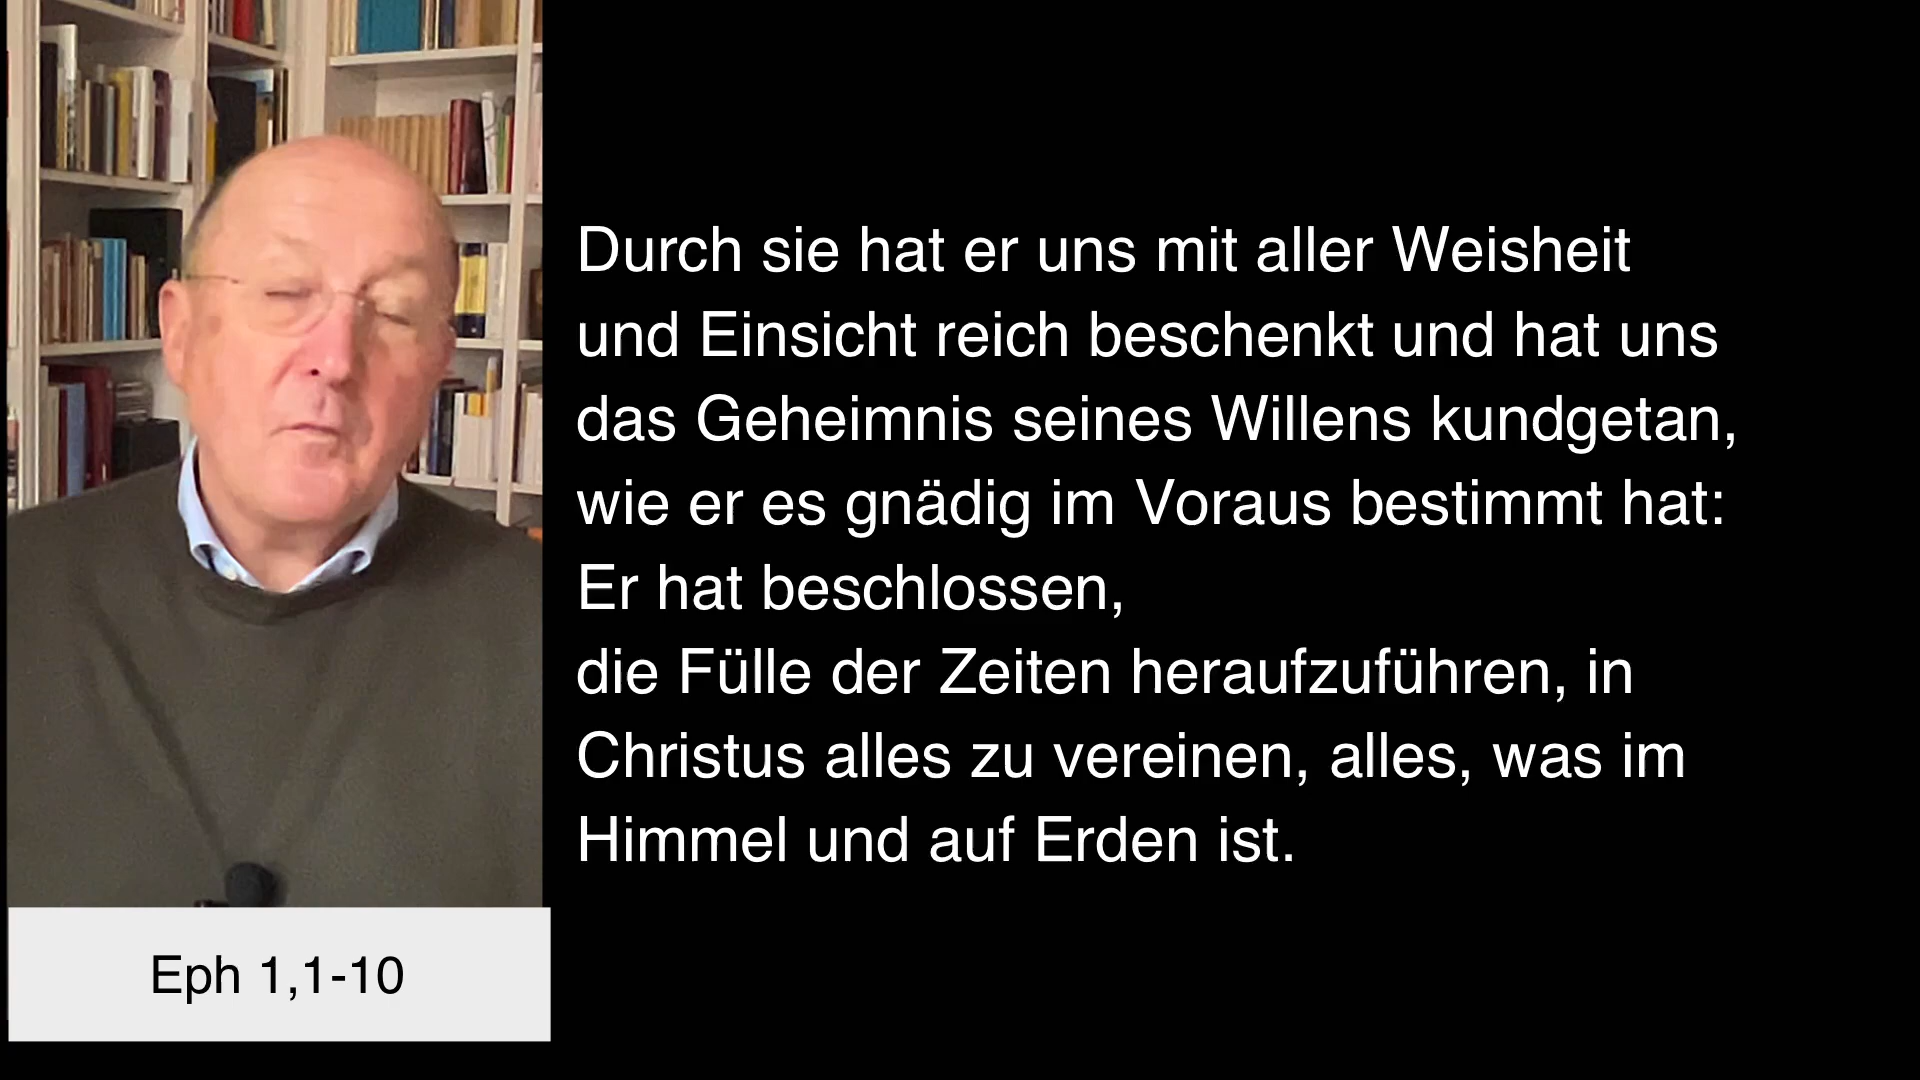 Durch sie hat er uns mit aller Weisheit
und Einsicht reich beschenkt und hat uns
das Geheimnis seines Willens kundgetan,
wie er es gnädig im Voraus bestimmt hat:
Er hat beschlossen,
die Fülle der Zeiten heraufzuführen, in
Christus alles zu vereinen, alles, was im
Himmel und auf Erden ist.
Eph 1,1-10